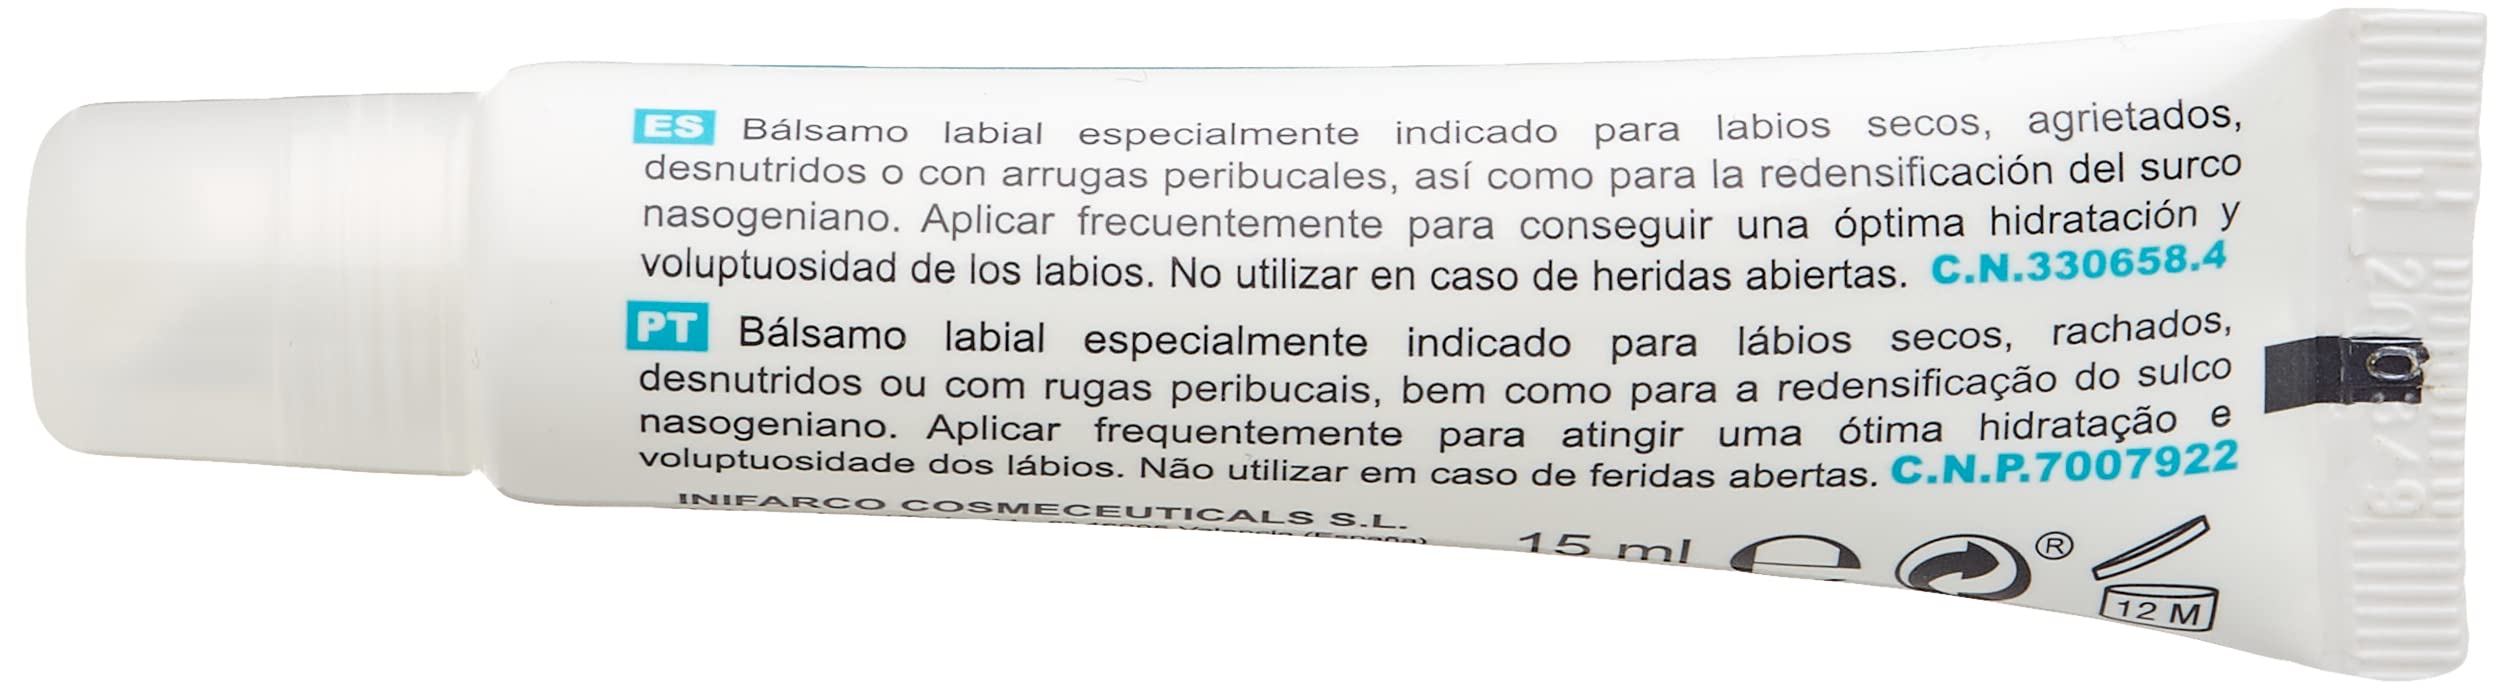 ES Bálsamo labial especialmente indicado para labios secos, agrietados,
desnutridos o con arrugas peribucales, así como para la redensificación del surco
nasogeniano. Aplicar frecuentemente para conseguir una óptima hidratación y
voluptuosidad de los labios. No utilizar en caso de heridas abiertas. C.N.330658.4
PT Bálsamo labial especialmente indicado para lábios secos, rachados,
desnutridos ou com rugas peribucais, bem como para a redensificação do sulco
nasogeniano. Aplicar frequentemente para atingir uma ótima hidratação e
voluptuosidade dos lábios. Não utilizar em caso de feridas abertas. C.N.P.7007922
INIFARCO COSMECEUTICALS S.L.
Valencia (España)
15 ml ®
12 M